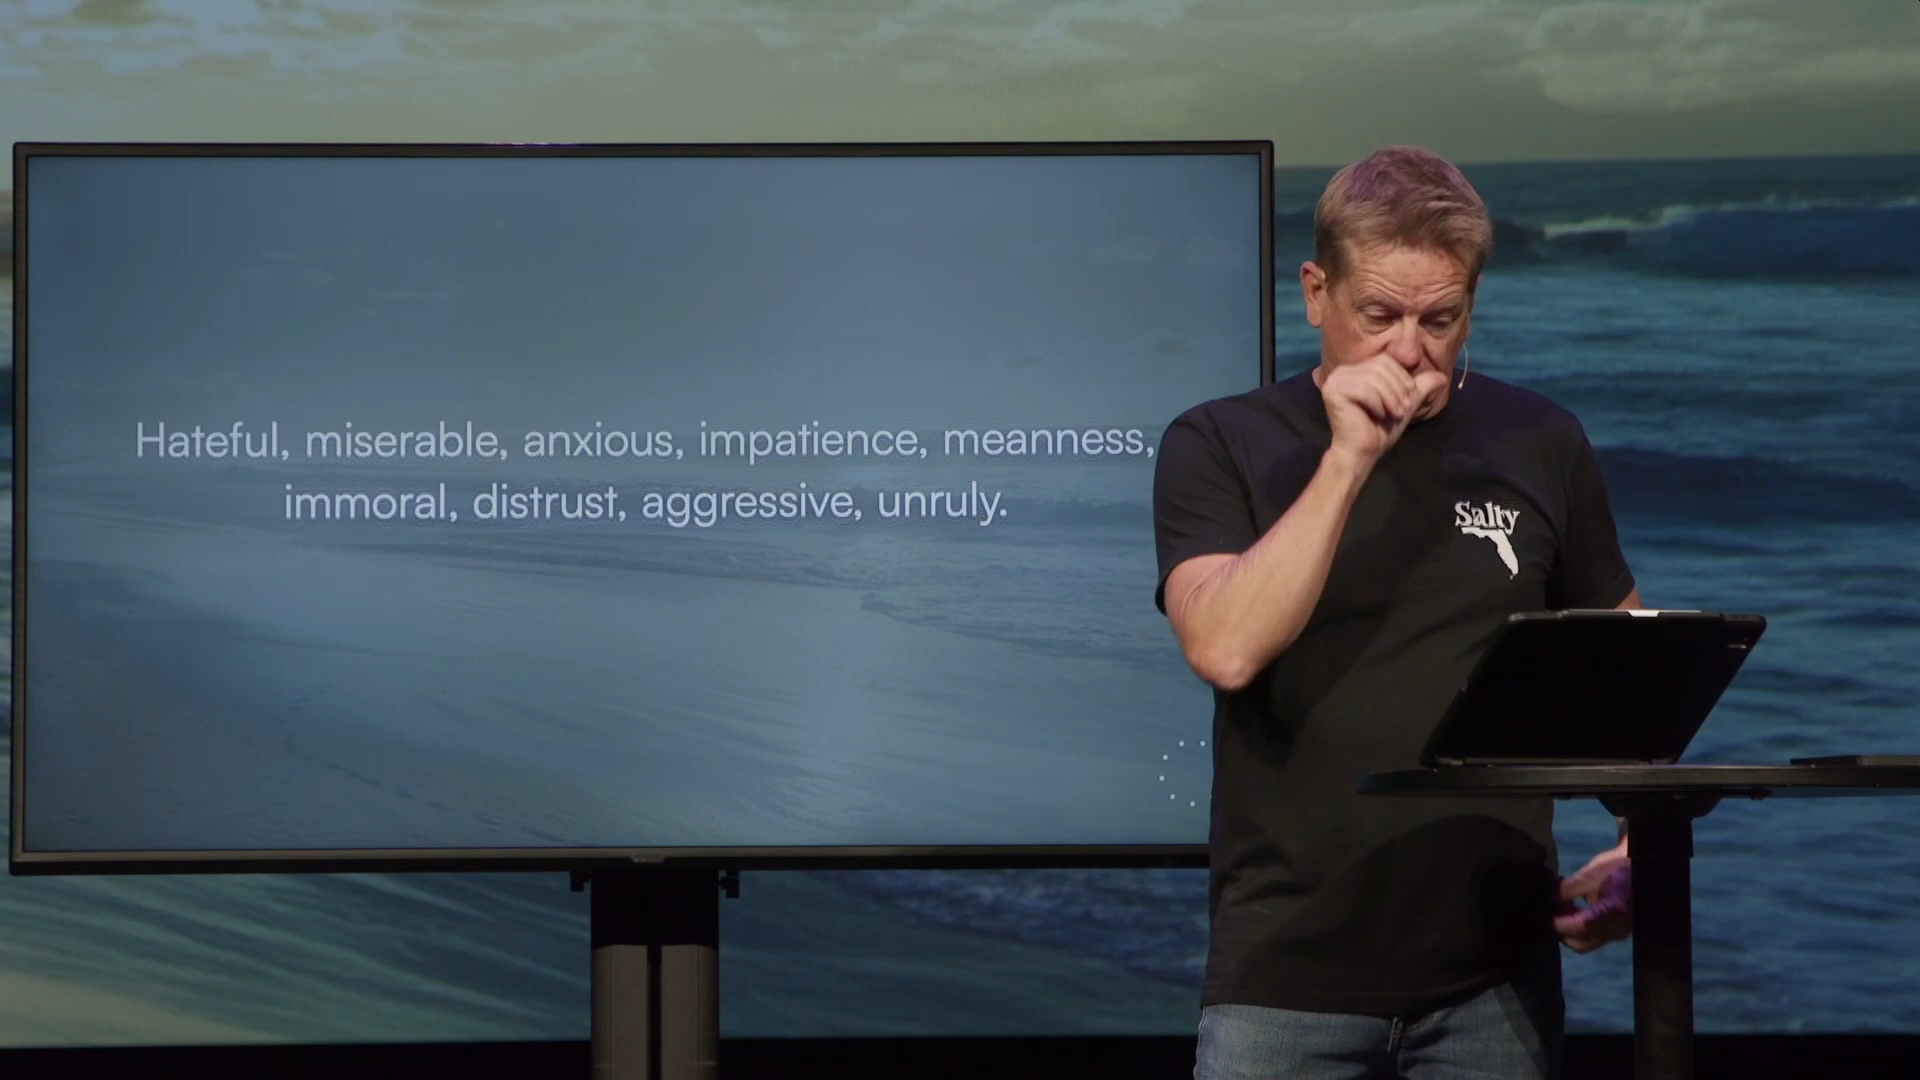 Hateful, miserable, anxious, impatience, meanness,
immoral, distrust, aggressive, unruly.
Salty